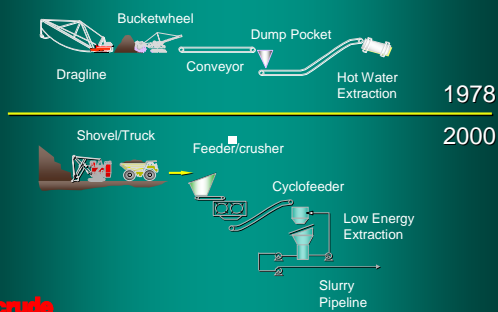 Bucketwheel
Dump Pocket
Dragline
Conveyor
Hot Water
Extraction
1978
2000
Shovel/Truck
Feeder/crusher
Cyclofeeder
Low Energy
Extraction
Slurry
Pipeline